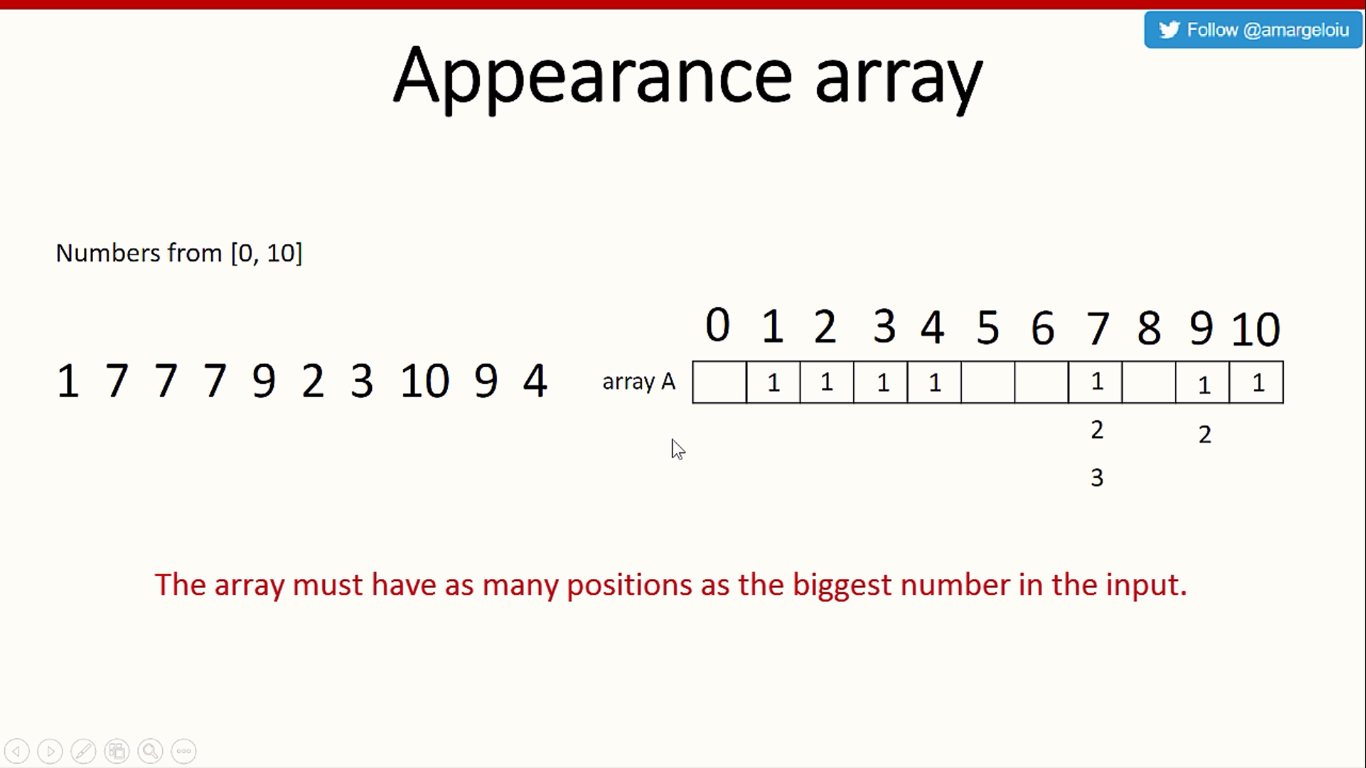 Follow @amargeloiu
Appearance array
Numbers from [0, 10]
0 1 2 3 4 5 6 7 8 9 10
1 7 7 7 9 2 3 10 9 4
array A 1 1 1 1 1 1 1
2 2
3
The array must have as many positions as the biggest number in the input.